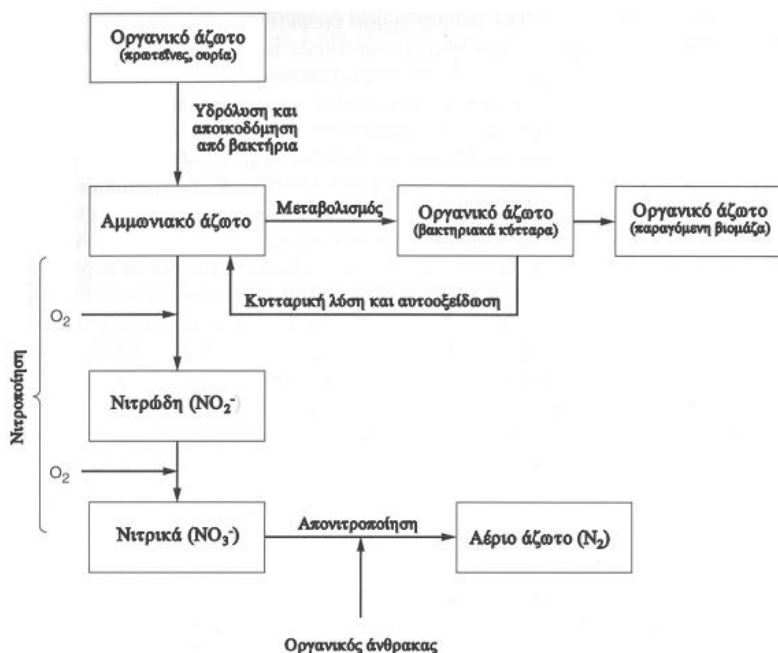 Οργανικό άζωτο
(πρωτεΐνες, ουρία)
Υδρόλυση και
αποικοδόμηση
από βακτήρια
Αμμωνιακό άζωτο
Μεταβολισμός
Οργανικό άζωτο
(βακτηριακά κύτταρα)
Οργανικό άζωτο
(παραγόμενη βιομάζα)
Κυτταρική λύση και αυτοοξείδωση
Νιτροποίηση
O₂
Νιτρώδη (NO₂⁻)
O₂
Νιτρικά (NO₃⁻)
Απονιτροποίηση
Αέριο άζωτο (N₂)
Οργανικός άνθρακας